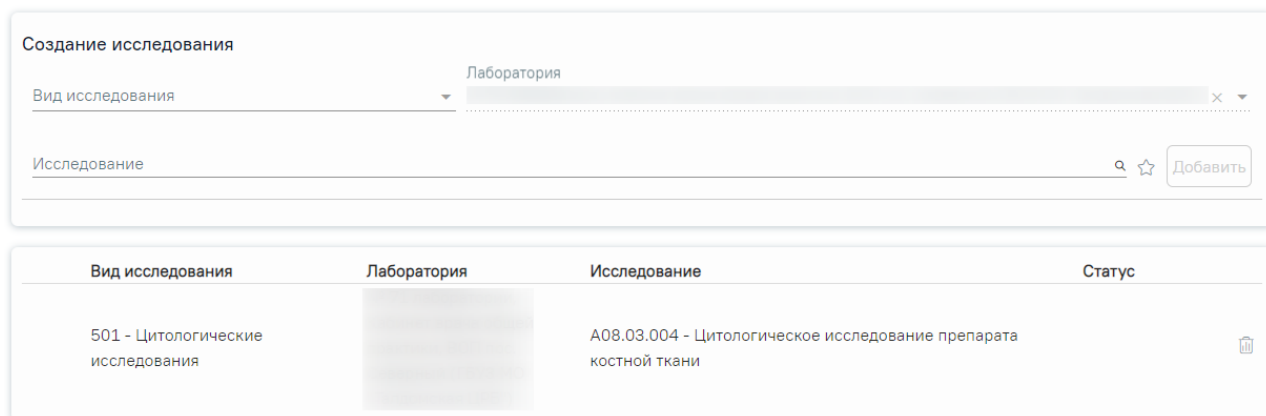 Создание исследования
Лаборатория
Вид исследования
Исследование
Добавить
Вид исследования Лаборатория Исследование Статус
501 - Цитологические исследования
A08.03.004 - Цитологическое исследование препарата
костной ткани